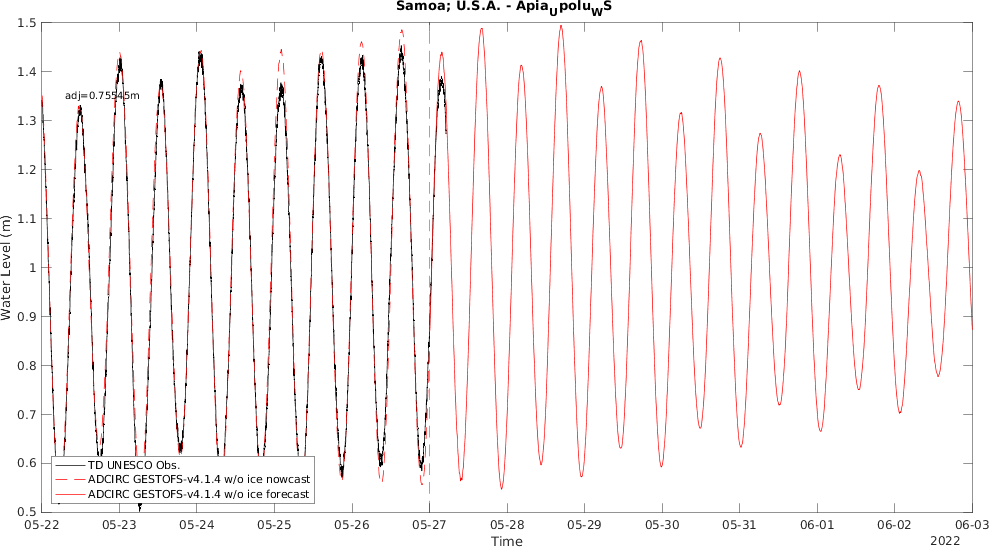 Samoa; U.S.A. - ApiaUpoluWS
1.5
1.4
1.3
1.2
1.1
1
0.9
0.8
0.7
0.6
0.5
Water Level (m)
adj=0.75545m
TD UNESCO Obs.
ADCIRC GESTOFS-v4.1.4 w/o ice nowcast
ADCIRC GESTOFS-v4.1.4 w/o ice forecast
05-22 05-23 05-24 05-25 05-26 05-27 05-28 05-29 05-30 05-31 06-01 06-02 06-03
Time
2022